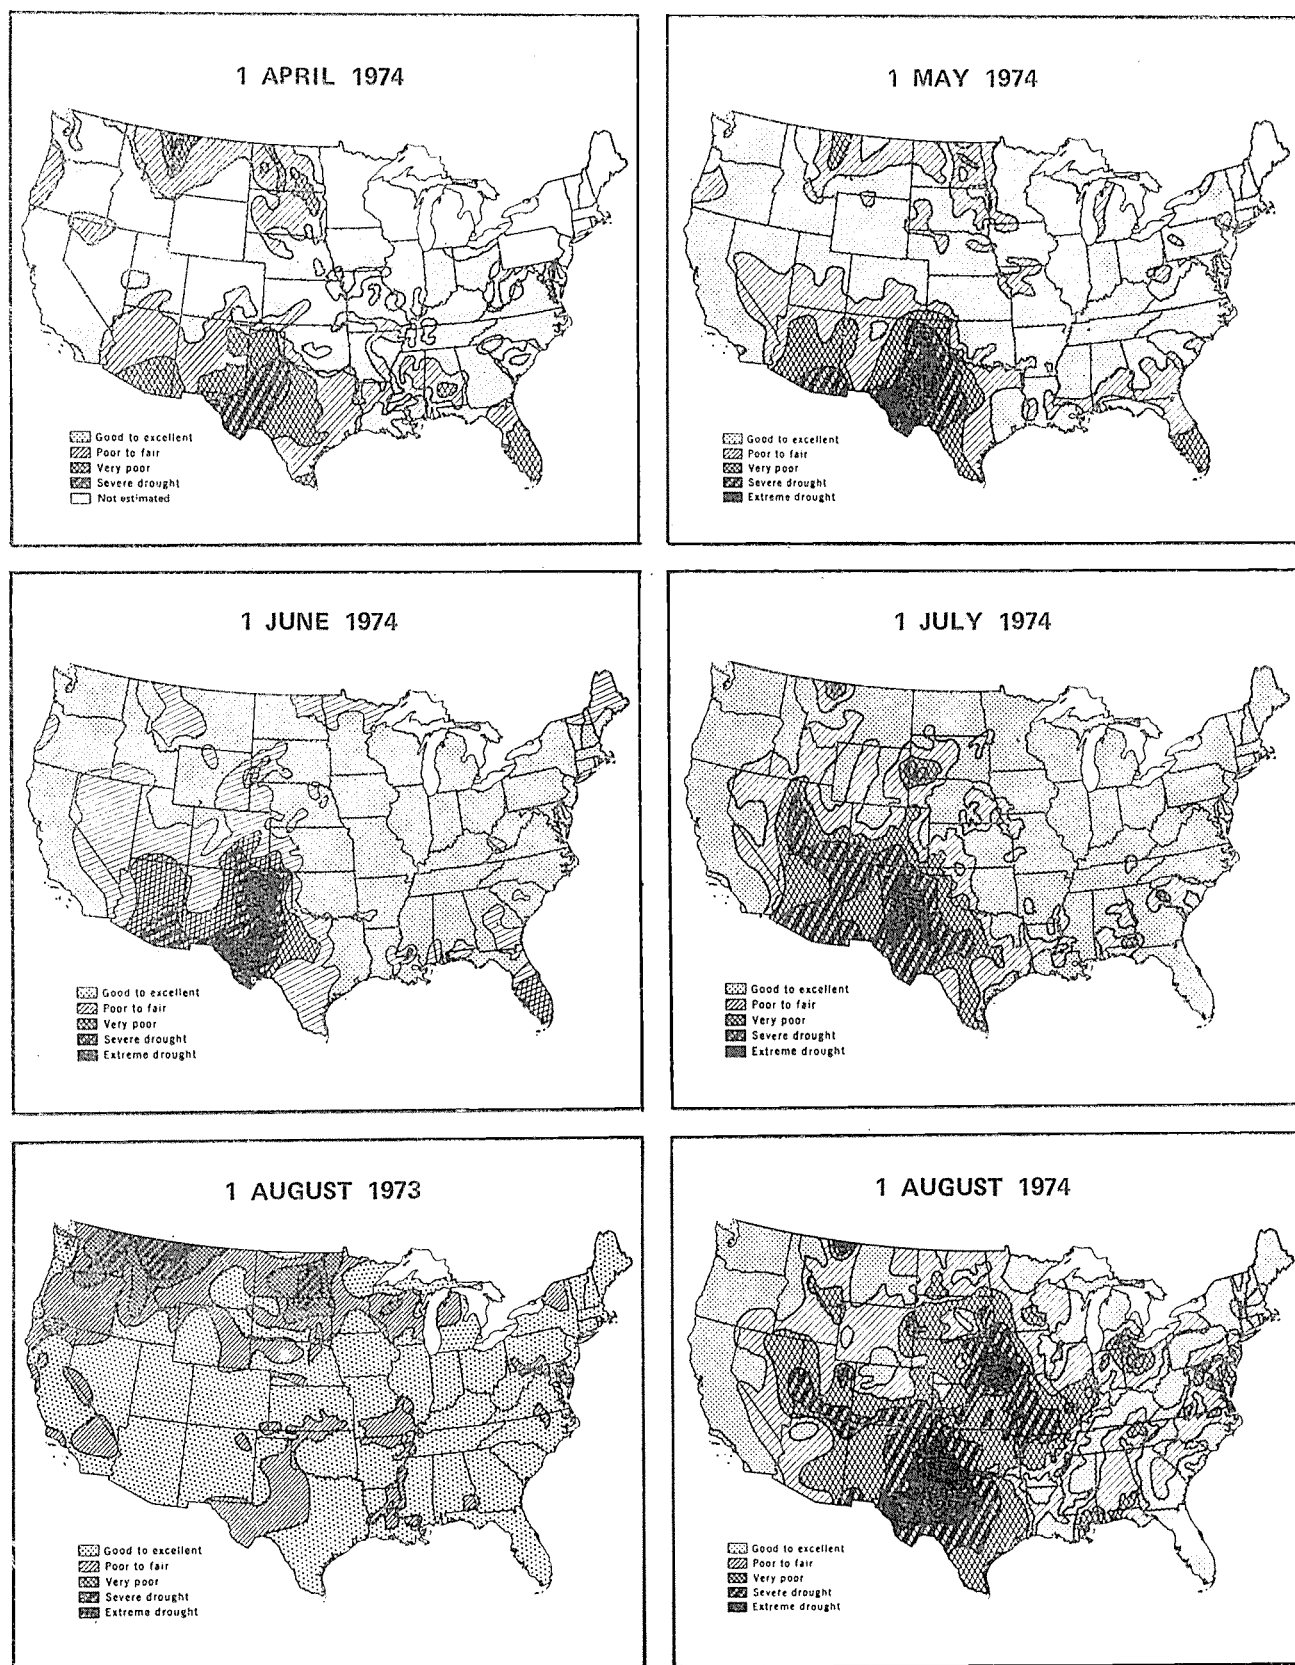 1 APRIL 1974
Good to excellent
Poor to fair
Very poor
Severe drought
Not estimated
1 MAY 1974
Good to excellent
Poor to fair
Very poor
Severe drought
Extreme drought
1 JUNE 1974
Good to excellent
Poor to fair
Very poor
Severe drought
Extreme drought
1 JULY 1974
Good to excellent
Poor to fair
Very poor
Severe drought
Extreme drought
1 AUGUST 1973
Good to excellent
Poor to fair
Very poor
Severe drought
Extreme drought
1 AUGUST 1974
Good to excellent
Poor to fair
Very poor
Severe drought
Extreme drought